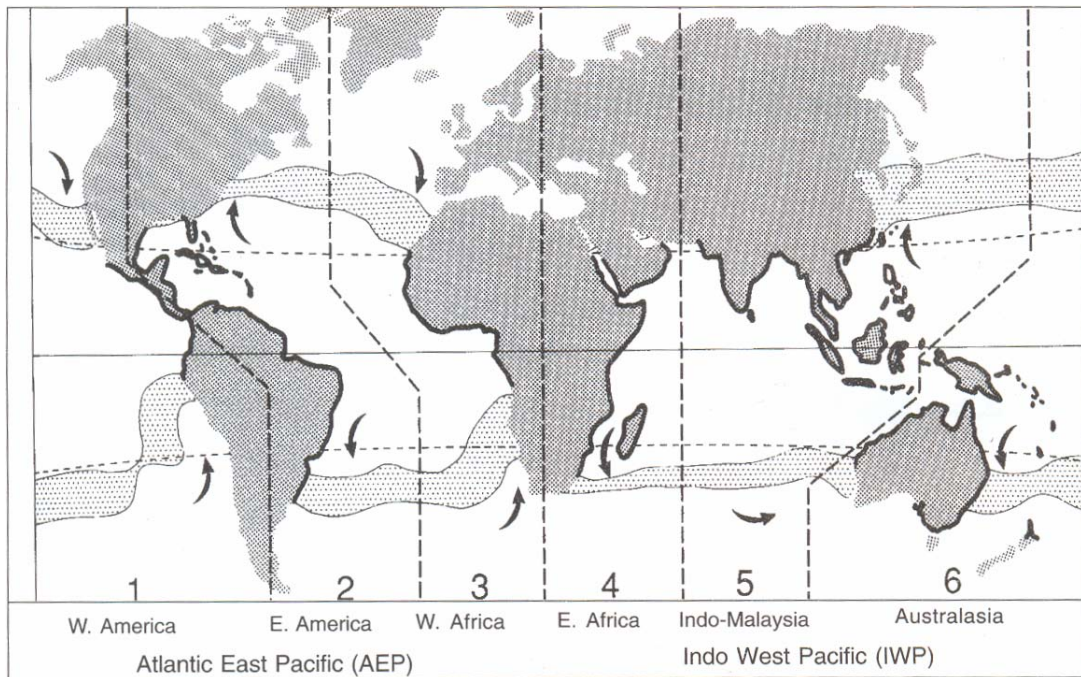 1 2 3 4 5 6
W. America E. America W. Africa E. Africa Indo-Malaysia Australasia
Atlantic East Pacific (AEP) Indo West Pacific (IWP)